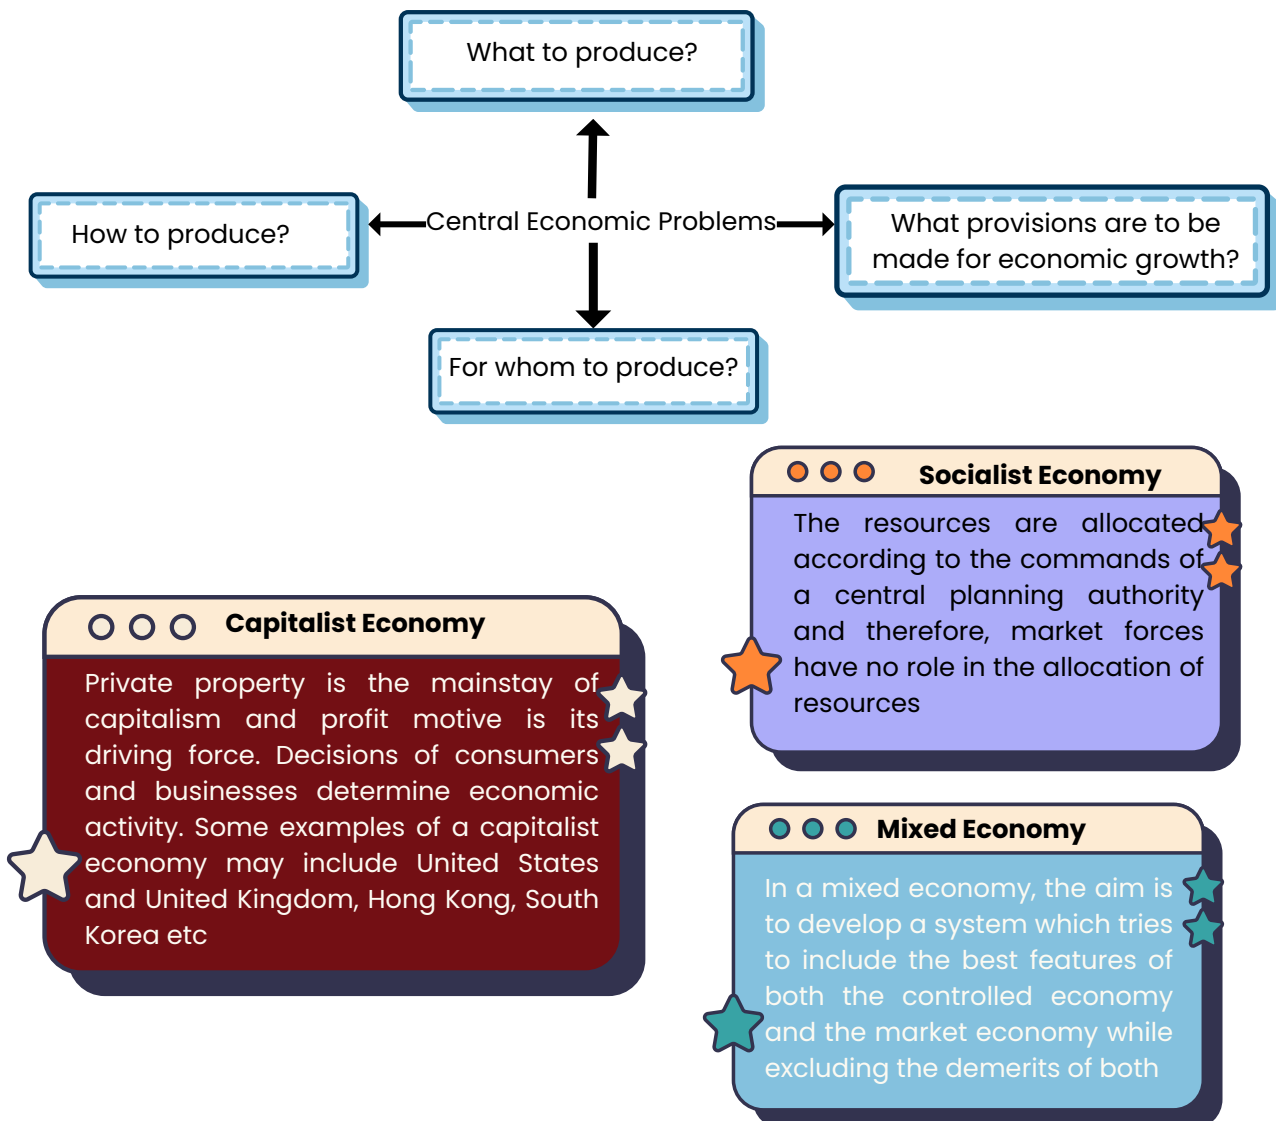 What to produce?
How to produce?
Central Economic Problems
What provisions are to be
made for economic growth?
For whom to produce?
Socialist Economy
The resources are allocated
according to the commands of
a central planning authority
and therefore, market forces
have no role in the allocation of
resources
Capitalist Economy
Private property is the mainstay of
capitalism and profit motive is its
driving force. Decisions of consumers
and businesses determine economic
activity. Some examples of a capitalist
economy may include United States
and United Kingdom, Hong Kong, South
Korea etc
Mixed Economy
In a mixed economy, the aim is
to develop a system which tries
to include the best features of
both the controlled economy
and the market economy while
excluding the demerits of both